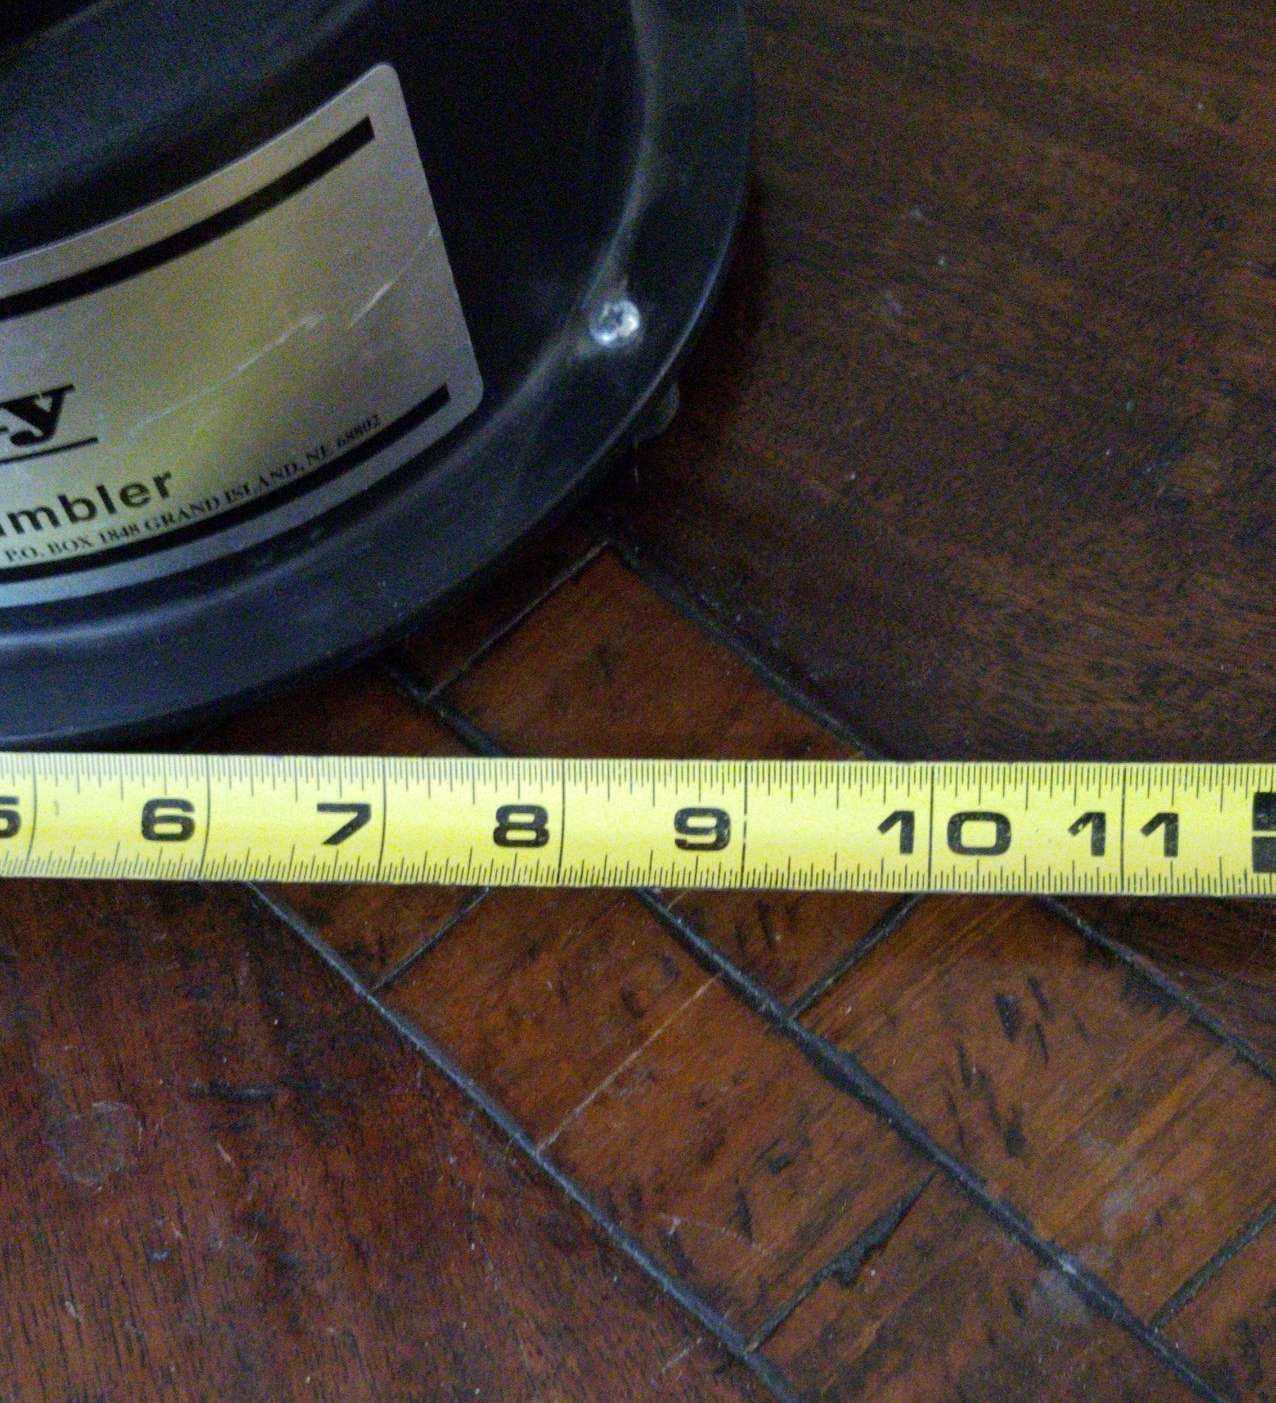 y
mbler
P.O. BOX 1848 GRAND ISLAND, NE 68802
5 6 7 8 9 10 11